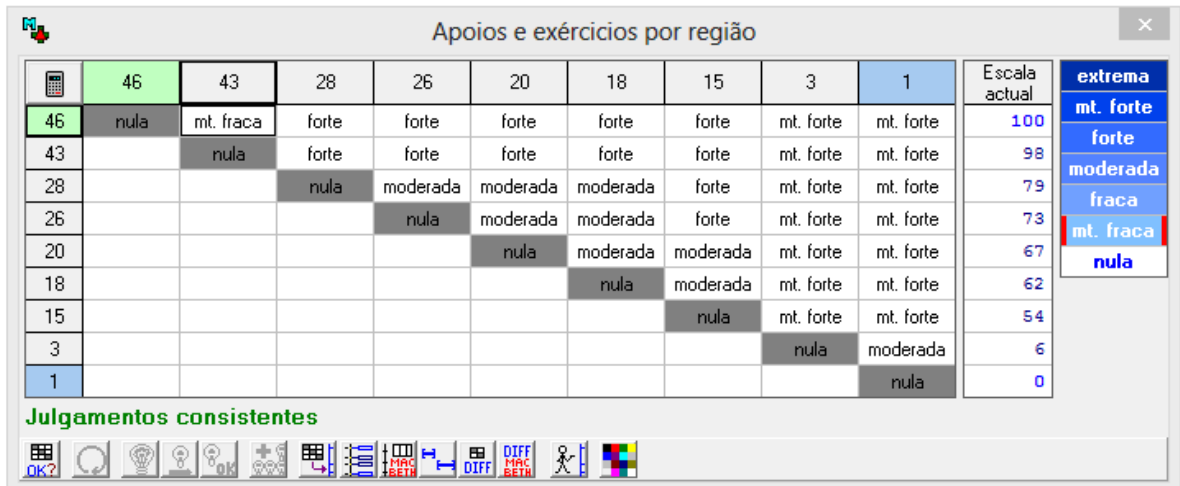 Apoios e exércicios por região
46 43 28 26 20 18 15 3 1 Escala actual extrema
46 nula mt. fraca forte forte forte forte forte mt. forte mt. forte 100 mt. forte
43 nula forte forte forte forte forte mt. forte mt. forte 98 forte
28 nula moderada moderada moderada forte mt. forte mt. forte 79 moderada
26 nula moderada moderada forte mt. forte mt. forte 73 fraca
20 nula moderada moderada mt. forte mt. forte 67 mt. fraca
18 nula moderada mt. forte mt. forte 62 nula
15 nula mt. forte mt. forte 54
3 nula moderada 6
1 nula 0
Julgamentos consistentes
OK? OK MAC BETH DIFF DIFF MAC BETH